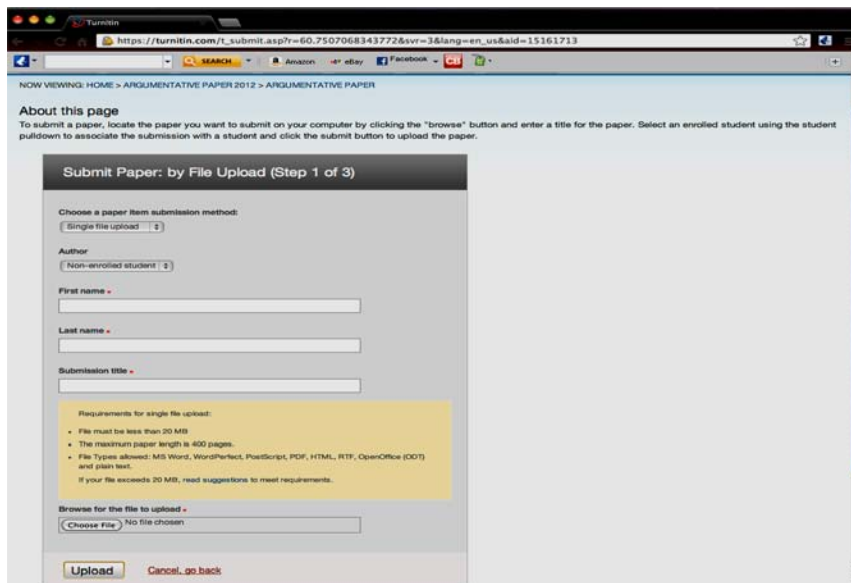 Turnitin
https://turnitin.com/t_submit.asp?r=60.7507068343772&svr=3&lang=en_us&aid=15161713
SEARCH Amazon eBay Facebook
NOW VIEWING: HOME > ARGUMENTATIVE PAPER 2012 > ARGUMENTATIVE PAPER
About this page
To submit a paper, locate the paper you want to submit on your computer by clicking the "browse" button and enter a title for the paper. Select an enrolled student using the student
pulldown to associate the submission with a student and click the submit button to upload the paper.
Submit Paper: by File Upload (Step 1 of 3)
Choose a paper item submission method:
Single file upload
Author
Non-enrolled student
First name
Last name
Submission title
Requirements for single file upload:
• File must be less than 20 MB
• The maximum paper length is 400 pages.
• File Types allowed: MS Word, WordPerfect, PostScript, PDF, HTML, RTF, OpenOffice (ODT)
and plain text.
If your file exceeds 20 MB, read suggestions to meet requirements.
Browse for the file to upload
Choose File No file chosen
Upload Cancel, go back